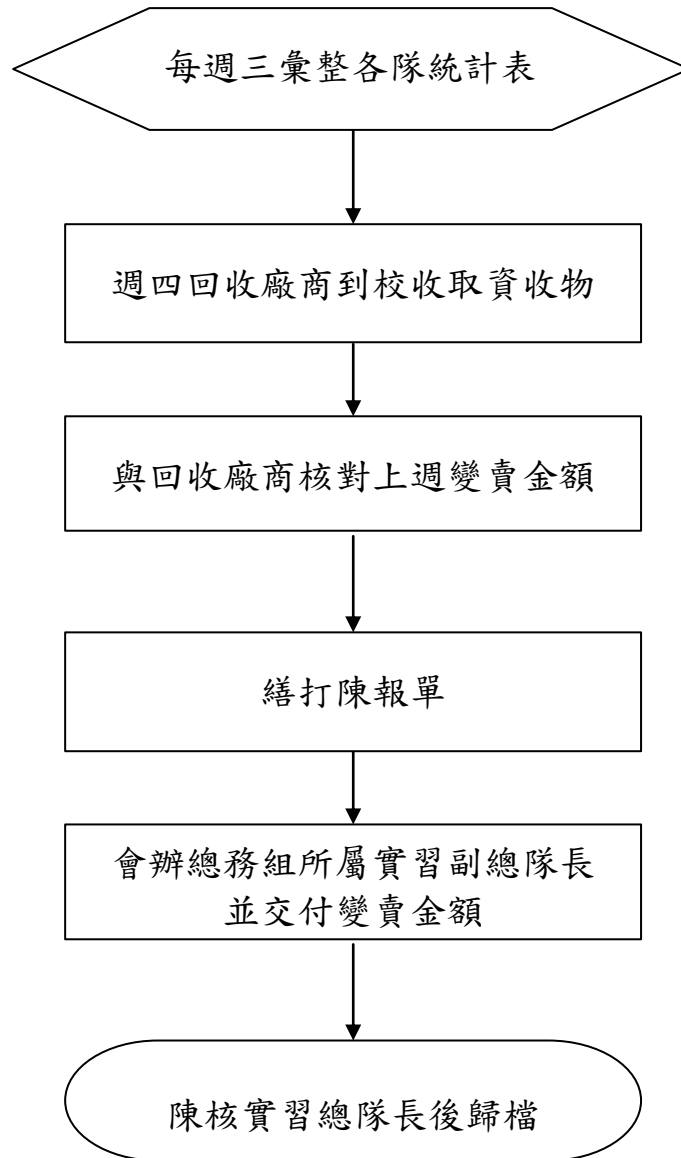 每週三彙整各隊統計表
週四回收廠商到校收取資收物
與回收廠商核對上週變賣金額
繕打陳報單
會辦總務組所屬實習副總隊長
並交付變賣金額
陳核實習總隊長後歸檔